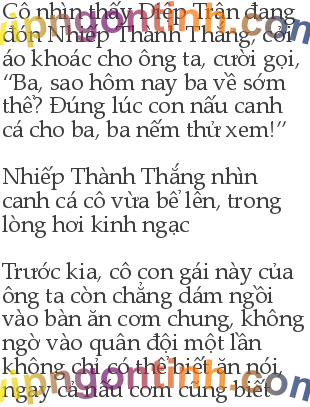 Cô nhìn thấy Diệp Tân đang
đón Nhiếp Thành Thắng, cởi
áo khoác cho ông ta, cười gọi,
“Ba, sao hôm nay ba về sớm
thế? Đúng lúc con nấu canh
cá cho ba, ba nếm thử xem!”
Nhiếp Thành Thắng nhìn
canh cá cô vừa bể lên, trong
lòng hơi kinh ngạc
Trước kia, cô con gái này của
ông ta còn chẳng dám ngồi
vào bàn ăn cơm chung, không
ngờ vào quân đội một lần
không chỉ có thể biết ăn nói,
ngay cả nấu cơm cũng biết
vipngontinh.com
vipngontinh.com